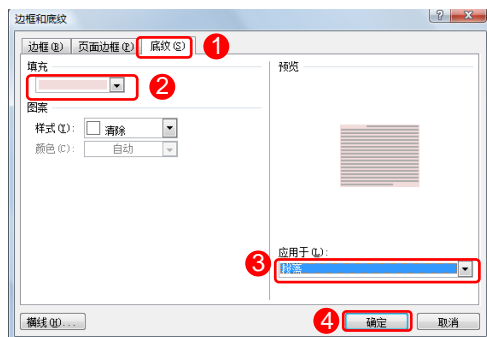 边框和底纹
边框(B) 页面边框(P) 底纹(S) 1
填充
2
图案
样式(Y): 清除
颜色(C): 自动
预览
应用于(L):
3 段落
横线(H)... 4 确定 取消